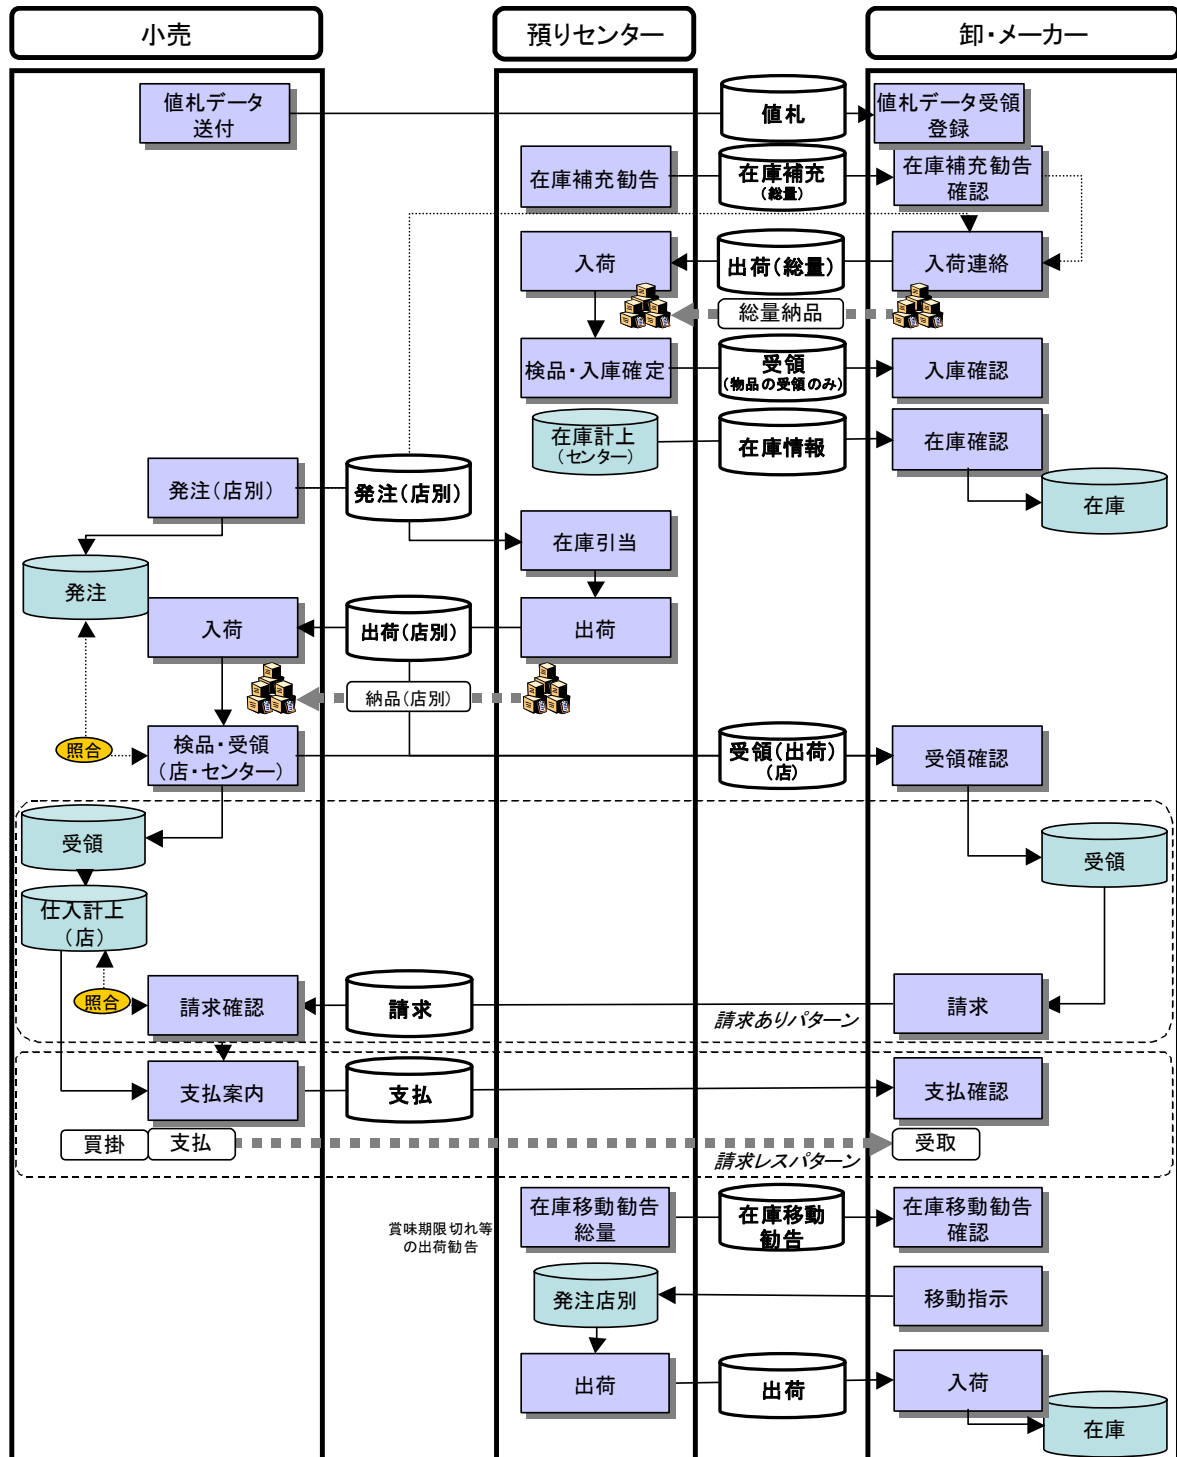 小売
預りセンター
卸・メーカー
値札データ
送付
値札
値札データ受領
登録
在庫補充勧告
在庫補充
（総量）
在庫補充勧告
確認
入荷
出荷（総量）
入荷連絡
総量納品
検品・入庫確定
受領
（物品の受領のみ）
入庫確認
在庫計上
（センター）
在庫情報
在庫確認
在庫
発注（店別）
発注（店別）
在庫引当
発注
入荷
出荷（店別）
出荷
納品（店別）
照合
検品・受領
（店・センター）
受領（出荷）
（店）
受領確認
受領
受領
仕入計上
（店）
照合
請求確認
請求
請求
請求ありパターン
支払案内
支払
支払確認
買掛
支払
受取
請求レスパターン
賞味期限切れ等
の出荷勧告
在庫移動勧告
総量
在庫移動
勧告
在庫移動勧告
確認
発注店別
移動指示
出荷
出荷
入荷
在庫